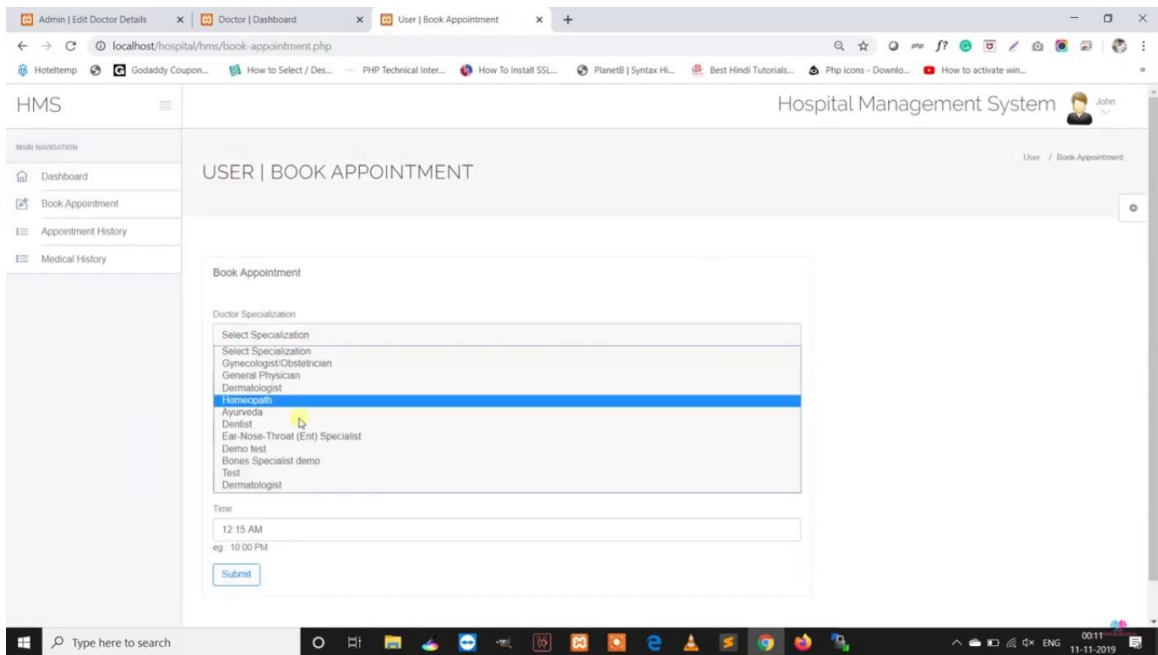 Admin | Edit Doctor Details
Doctor | Dashboard
User | Book Appointment
localhost/hospital/hms/book-appointment.php
Hoteltemp
Godaddy Coupon...
How to Select / Des...
PHP Technical Inter...
How To Install SSL...
PlanetB | Syntax Hi...
Best Hindi Tutorials...
Php icons - Downlo...
How to activate win...
HMS
Hospital Management System
John
MAIN NAVIGATION
Dashboard
Book Appointment
Appointment History
Medical History
USER | BOOK APPOINTMENT
User / Book Appointment
Book Appointment
Doctor Specialization
Select Specialization
Select Specialization
Gynecologist/Obstetrician
General Physician
Dermatologist
Homeopath
Ayurveda
Dentist
Ear-Nose-Throat (Ent) Specialist
Demo test
Bones Specialist demo
Test
Dermatologist
Time
12:15 AM
eg : 10:00 PM
Submit
Type here to search
ENG
00:11
11-11-2019